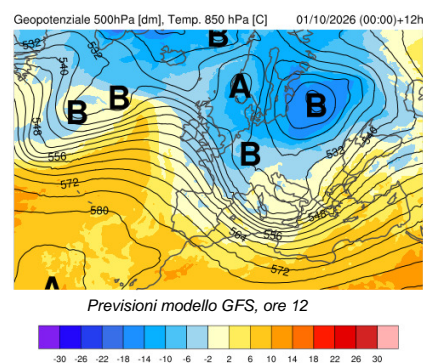 Geopotenziale 500hPa [dm], Temp. 850 hPa [C] 01/10/2026 (00:00)+12h
B
532
532
540
A
B
B
B
548
540
B
532
556
572
548
580
564
556
572
A
Previsioni modello GFS, ore 12
-30 -26 -22 -18 -14 -10 -6 -2 2 6 10 14 18 22 26 30